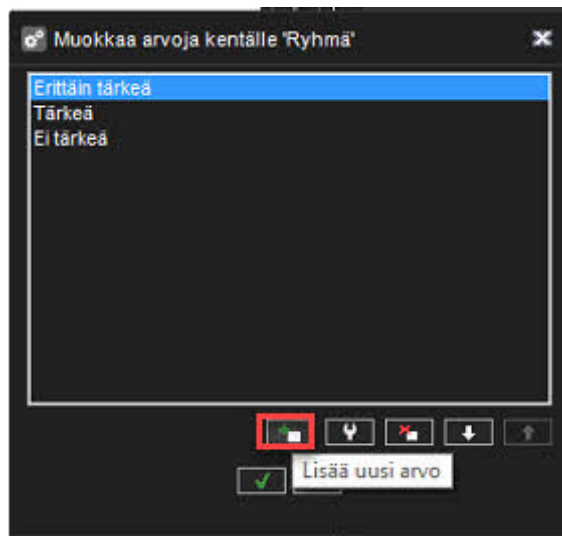 Muokkaa arvoja kentälle 'Ryhmä'
Erittäin tärkeä
Tärkeä
Ei tärkeä
Lisää uusi arvo